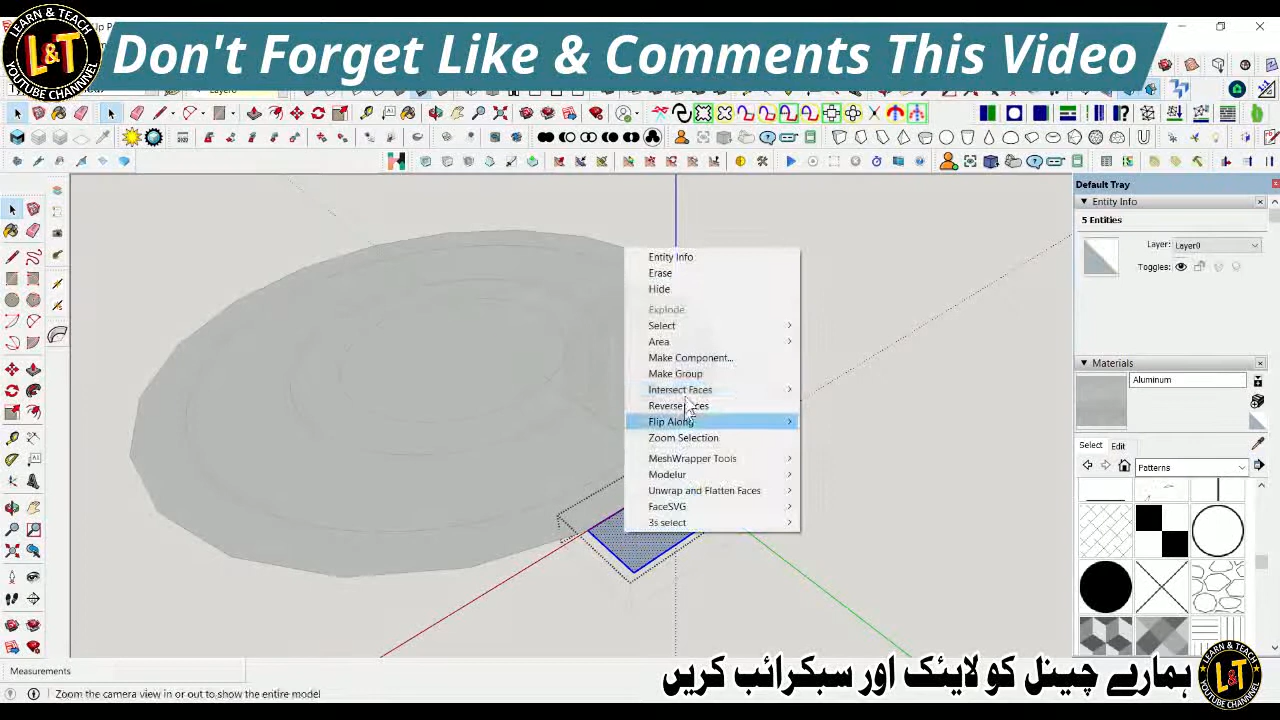 LEARN & TEACH
L&T
YOUTUBE CHANNEL
Don't Forget Like & Comments This Video
Default Tray
Entity Info
5 Entities
Layer:
Layer0
Toggles:
Entity Info
Erase
Hide
Explode
Select
Area
Make Component...
Make Group
Intersect Faces
Flip Along
Zoom Selection
MeshWrapper Tools
Modelur
Unwrap and Flatten Faces
FaceSVG
3s select
Materials
Aluminum
Select
Edit
Patterns
Measurements
Zoom the camera view in or out to show the entire model
ہمارے چینل کو لایئک اور سبکرائب کریں
L&T